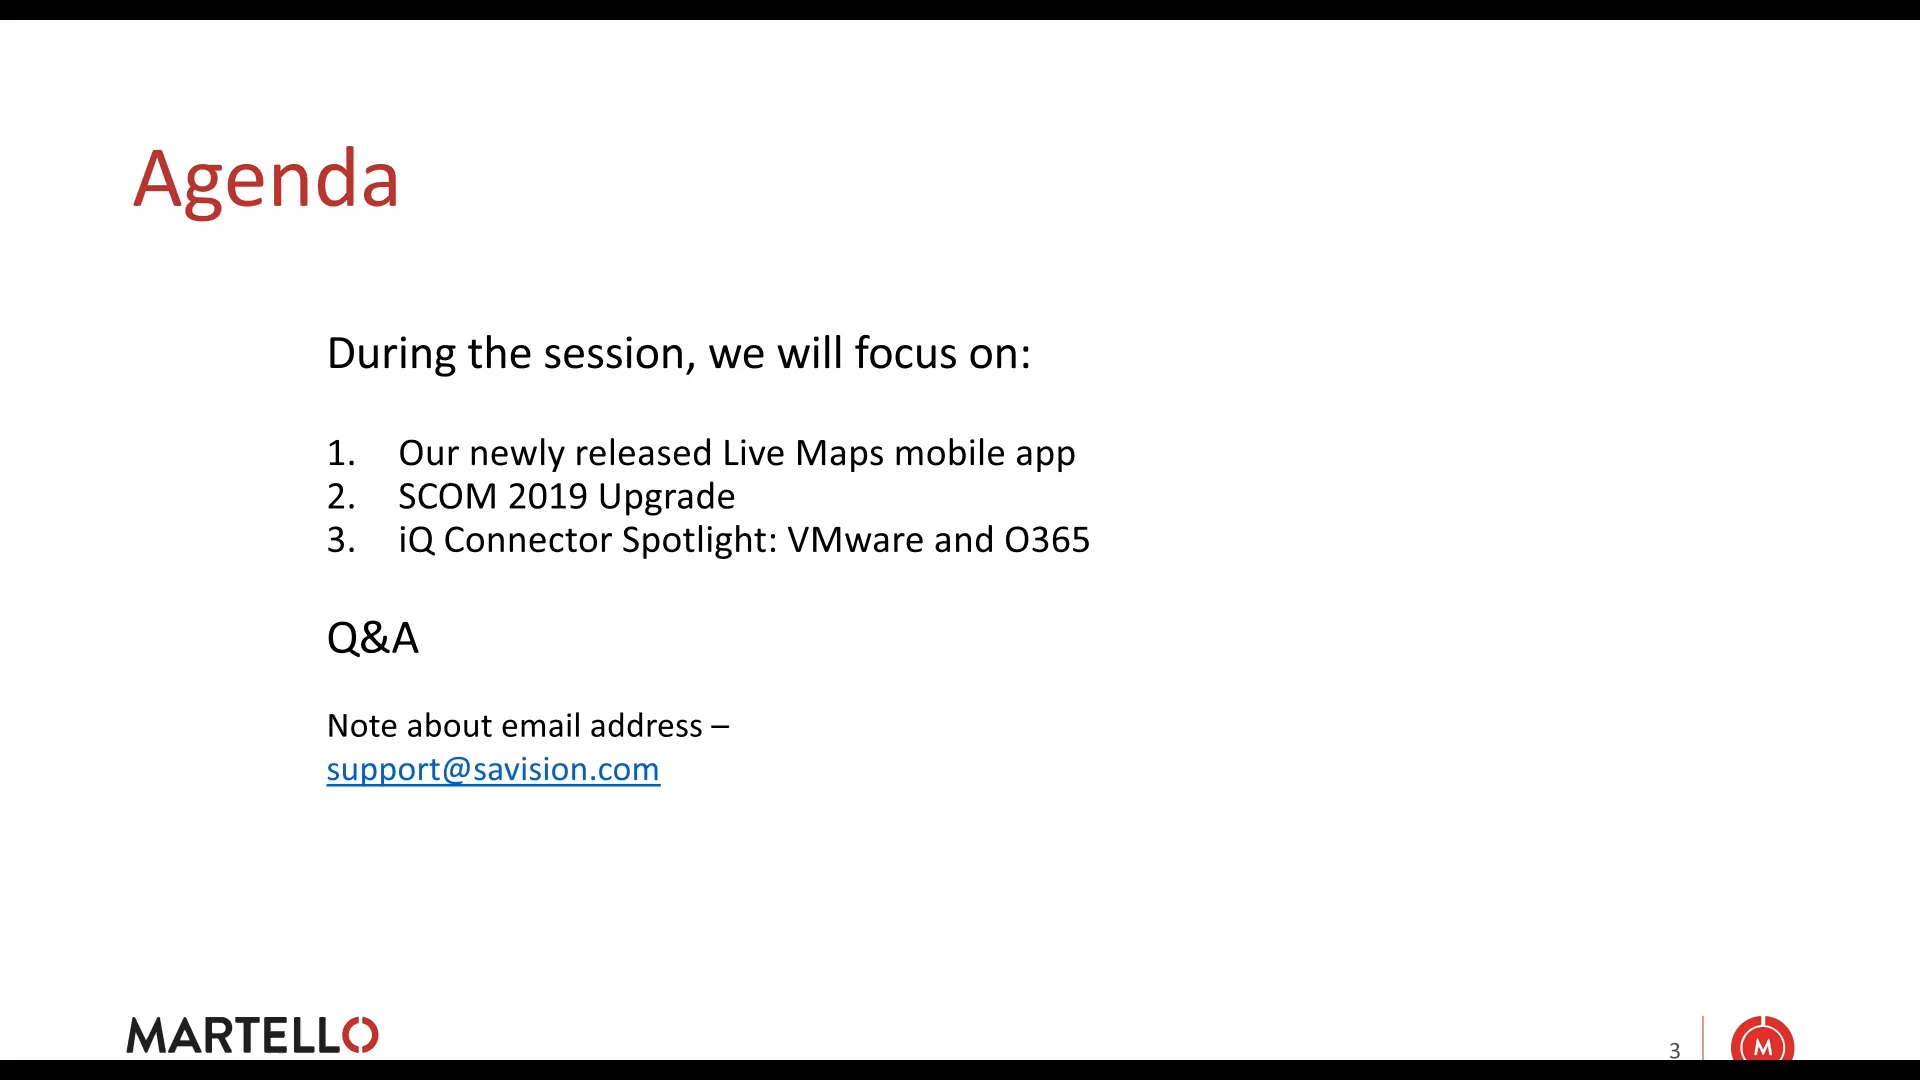 Agenda
During the session, we will focus on:
1. Our newly released Live Maps mobile app
2. SCOM 2019 Upgrade
3. iQ Connector Spotlight: VMware and O365
Q&A
Note about email address –
support@savision.com
MARTELLO
3
M